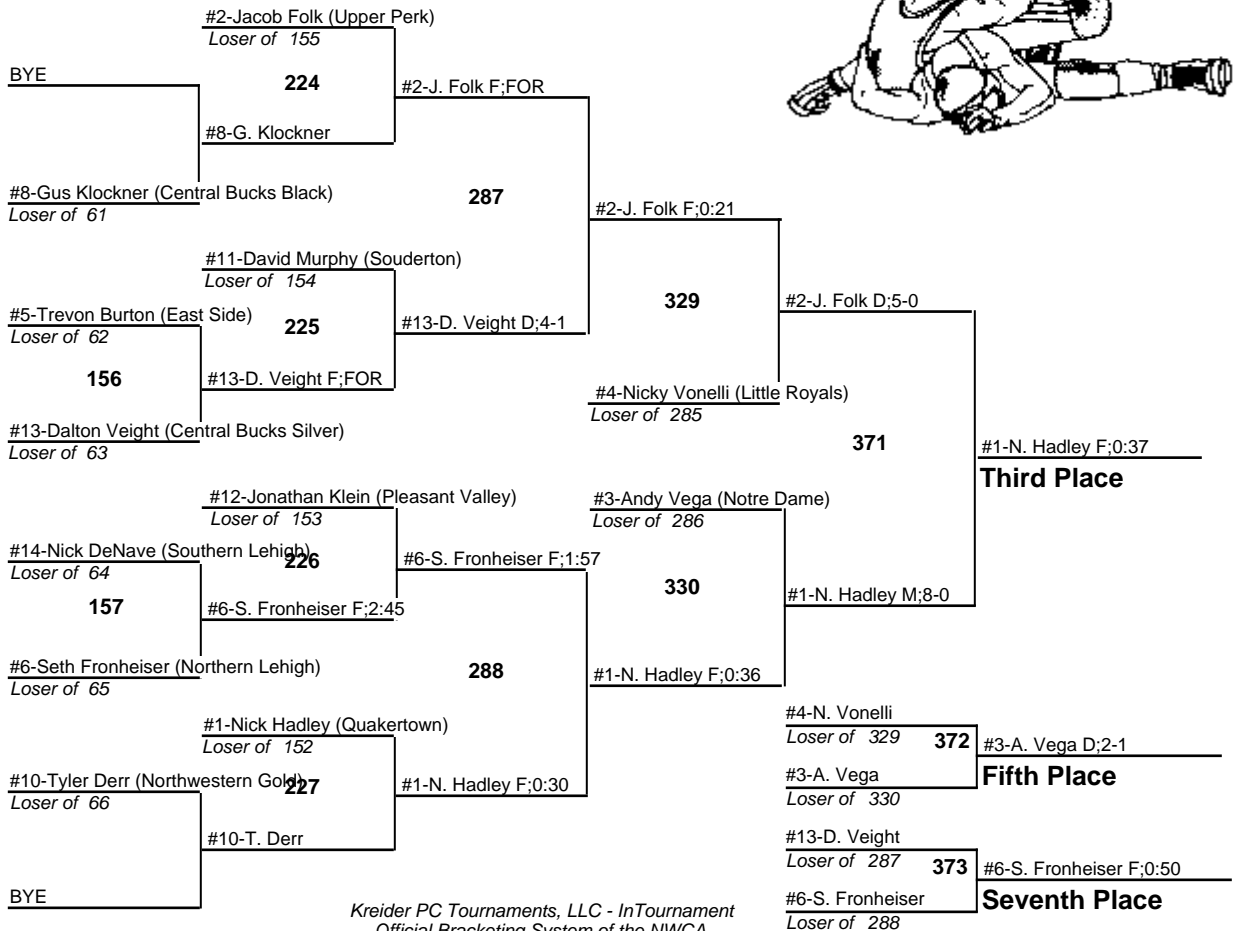 #2-Jacob Folk (Upper Perk)
Loser of 155
BYE
224
#2-J. Folk F;FOR
#8-G. Klockner
#8-Gus Klockner (Central Bucks Black)
Loser of 61
287
#2-J. Folk F;0:21
#11-David Murphy (Souderton)
Loser of 154
#5-Trevon Burton (East Side)
Loser of 62
225
#13-D. Veight D;4-1
329
#2-J. Folk D;5-0
156
#13-D. Veight F;FOR
#4-Nicky Vonelli (Little Royals)
Loser of 285
#13-Dalton Veight (Central Bucks Silver)
Loser of 63
371
#1-N. Hadley F;0:37
Third Place
#12-Jonathan Klein (Pleasant Valley)
Loser of 153
#3-Andy Vega (Notre Dame)
Loser of 286
#14-Nick DeNave (Southern Lehigh)
Loser of 64
226
#6-S. Fronheiser F;1:57
330
157
#6-S. Fronheiser F;2:45
#1-N. Hadley M;8-0
#6-Seth Fronheiser (Northern Lehigh)
Loser of 65
288
#1-N. Hadley F;0:36
#1-Nick Hadley (Quakertown)
Loser of 152
#10-Tyler Derr (Northwestern Gold)
Loser of 66
227
#1-N. Hadley F;0:30
#10-T. Derr
BYE
#4-N. Vonelli
Loser of 329
372
#3-A. Vega D;2-1
#3-A. Vega
Loser of 330
Fifth Place
#13-D. Veight
Loser of 287
373
#6-S. Fronheiser F;0:50
#6-S. Fronheiser
Loser of 288
Seventh Place
Kreider PC Tournaments, LLC - InTournament
Official Bracketing System of the NWCA